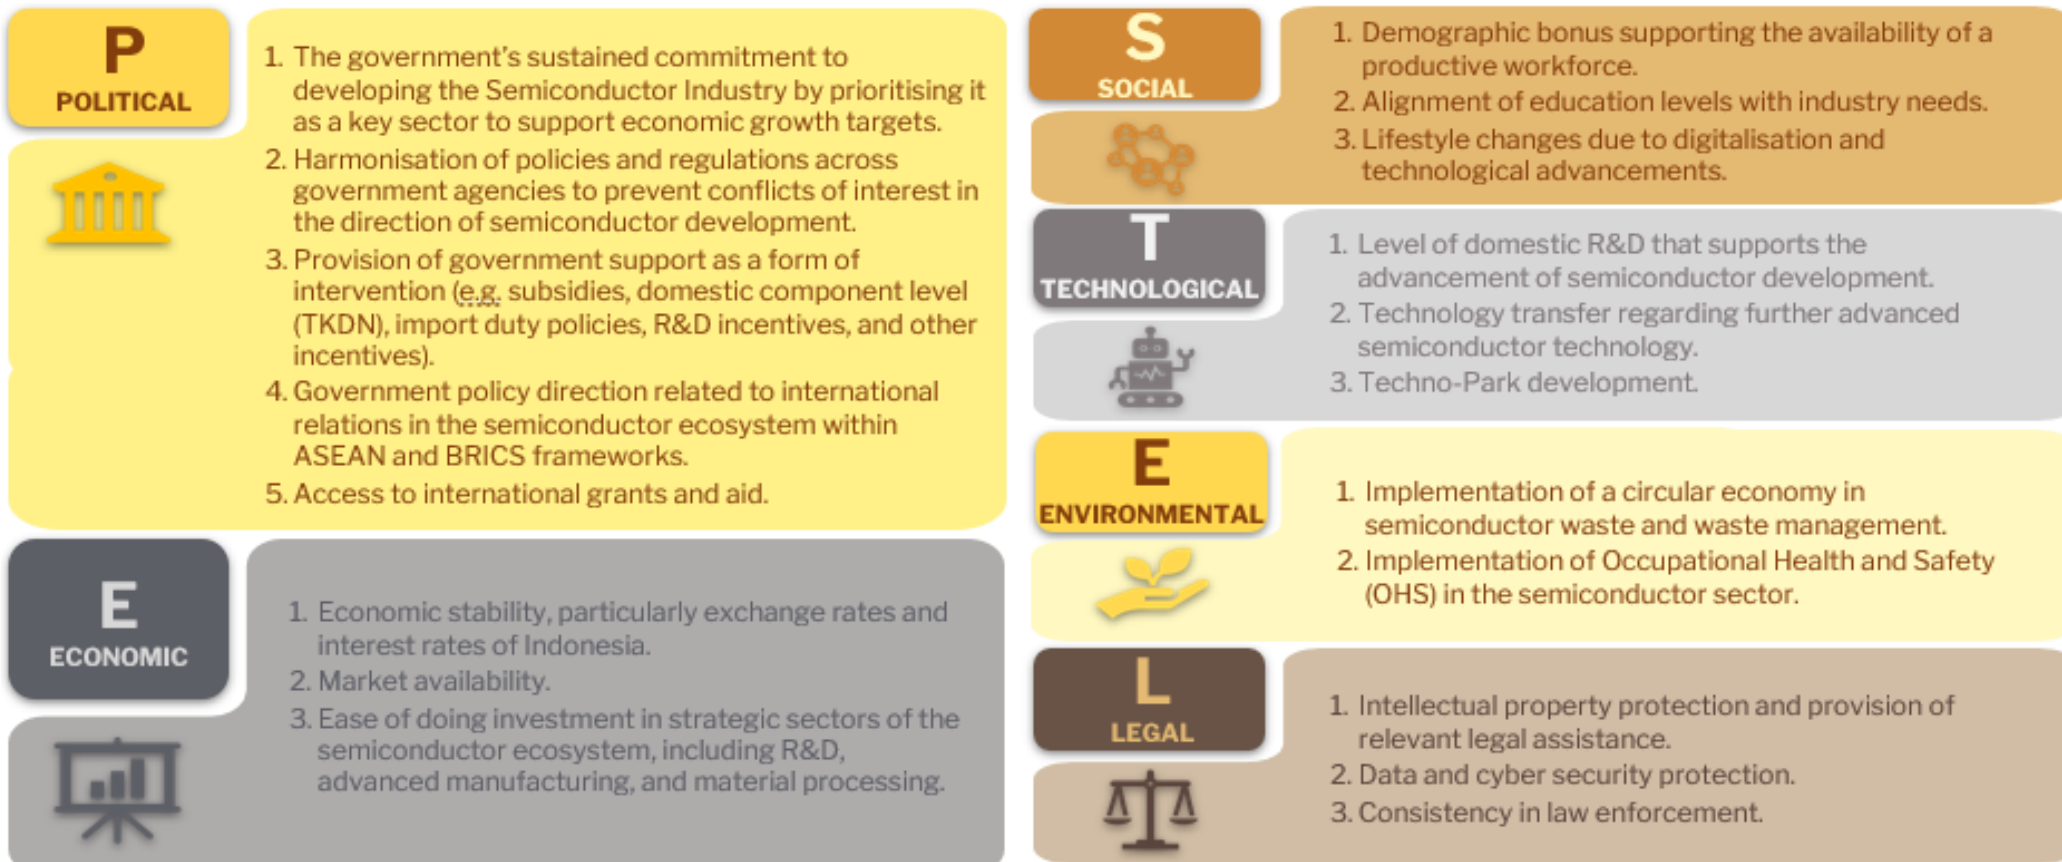 P
POLITICAL
1. The government's sustained commitment to
developing the Semiconductor Industry by prioritising it
as a key sector to support economic growth targets.
2. Harmonisation of policies and regulations across
government agencies to prevent conflicts of interest in
the direction of semiconductor development.
3. Provision of government support as a form of
intervention (e.g. subsidies, domestic component level
(TKDN), import duty policies, R&D incentives, and other
incentives).
4. Government policy direction related to international
relations in the semiconductor ecosystem within
ASEAN and BRICS frameworks.
5. Access to international grants and aid.
E
ECONOMIC
1. Economic stability, particularly exchange rates and
interest rates of Indonesia.
2. Market availability.
3. Ease of doing investment in strategic sectors of the
semiconductor ecosystem, including R&D,
advanced manufacturing, and material processing.
S
SOCIAL
1. Demographic bonus supporting the availability of a
productive workforce.
2. Alignment of education levels with industry needs.
3. Lifestyle changes due to digitalisation and
technological advancements.
T
TECHNOLOGICAL
1. Level of domestic R&D that supports the
advancement of semiconductor development.
2. Technology transfer regarding further advanced
semiconductor technology.
3. Techno-Park development.
E
ENVIRONMENTAL
1. Implementation of a circular economy in
semiconductor waste and waste management.
2. Implementation of Occupational Health and Safety
(OHS) in the semiconductor sector.
L
LEGAL
1. Intellectual property protection and provision of
relevant legal assistance.
2. Data and cyber security protection.
3. Consistency in law enforcement.